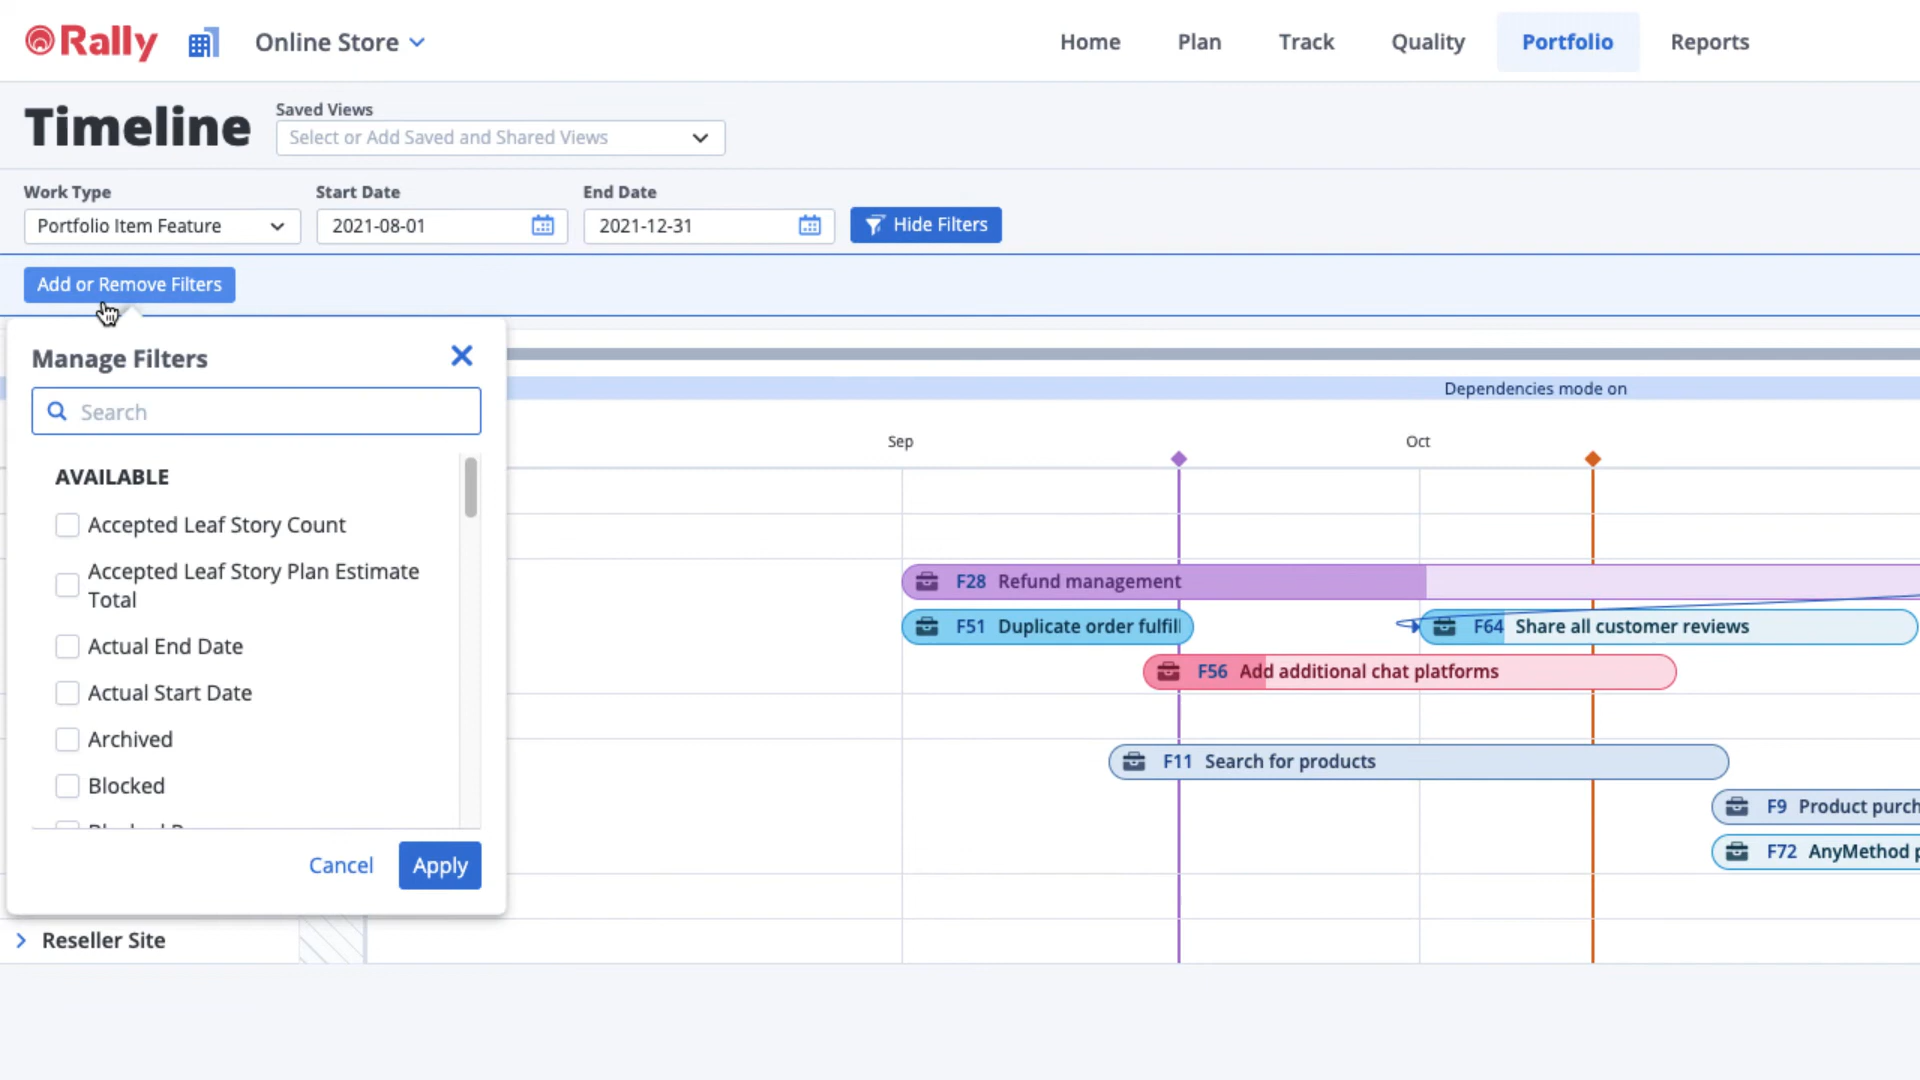 Rally
Online Store
Home
Plan
Track
Quality
Portfolio
Reports
Timeline
Saved Views
Select or Add Saved and Shared Views
Work Type
Start Date
End Date
Portfolio Item Feature
2021-08-01
2021-12-31
Hide Filters
Add or Remove Filters
Manage Filters
Search
AVAILABLE
Accepted Leaf Story Count
Accepted Leaf Story Plan Estimate
Total
Actual End Date
Actual Start Date
Archived
Blocked
Cancel
Apply
Dependencies mode on
Sep
Oct
F28 Refund management
F51 Duplicate order fulfill
F64 Share all customer reviews
F56 Add additional chat platforms
F11 Search for products
F9 Product purch
F72 AnyMethod p
Reseller Site